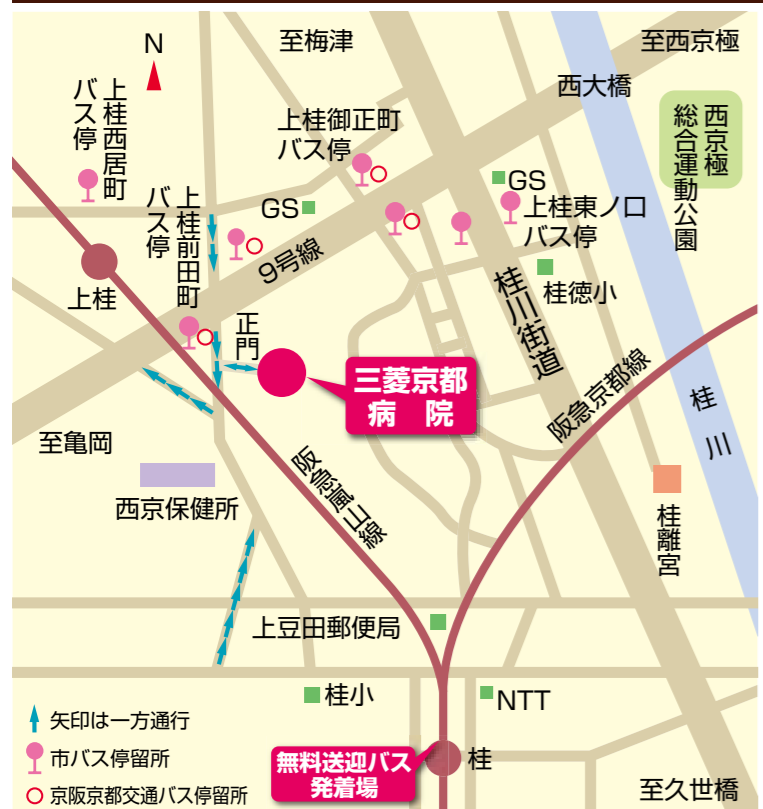 N
至梅津
至西京極
西大橋
上桂西居町
バス停
上桂御正町
バス停
西京極
総合運動公園
上桂前田町
バス停
GS
GS
上桂東ノ口
バス停
9号線
上桂
桂徳小
正門
桂川街道
三菱京都
病 院
阪急京都線
桂川
至亀岡
阪急嵐山線
西京保健所
桂離宮
上豆田郵便局
桂小
NTT
矢印は一方通行
市バス停留所
京阪京都交通バス停留所
無料送迎バス
発着場
桂
至久世橋